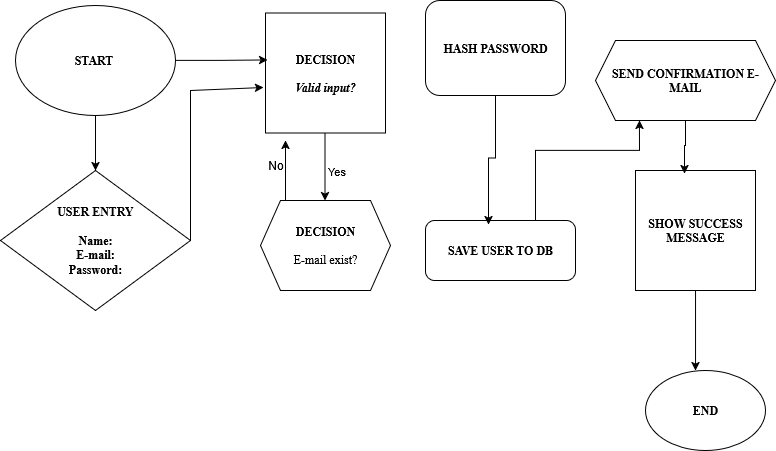 START
DECISION
Valid input?
USER ENTRY
Name:
E-mail:
Password:
No
Yes
DECISION
E-mail exist?
HASH PASSWORD
SAVE USER TO DB
SEND CONFIRMATION E-
MAIL
SHOW SUCCESS
MESSAGE
END